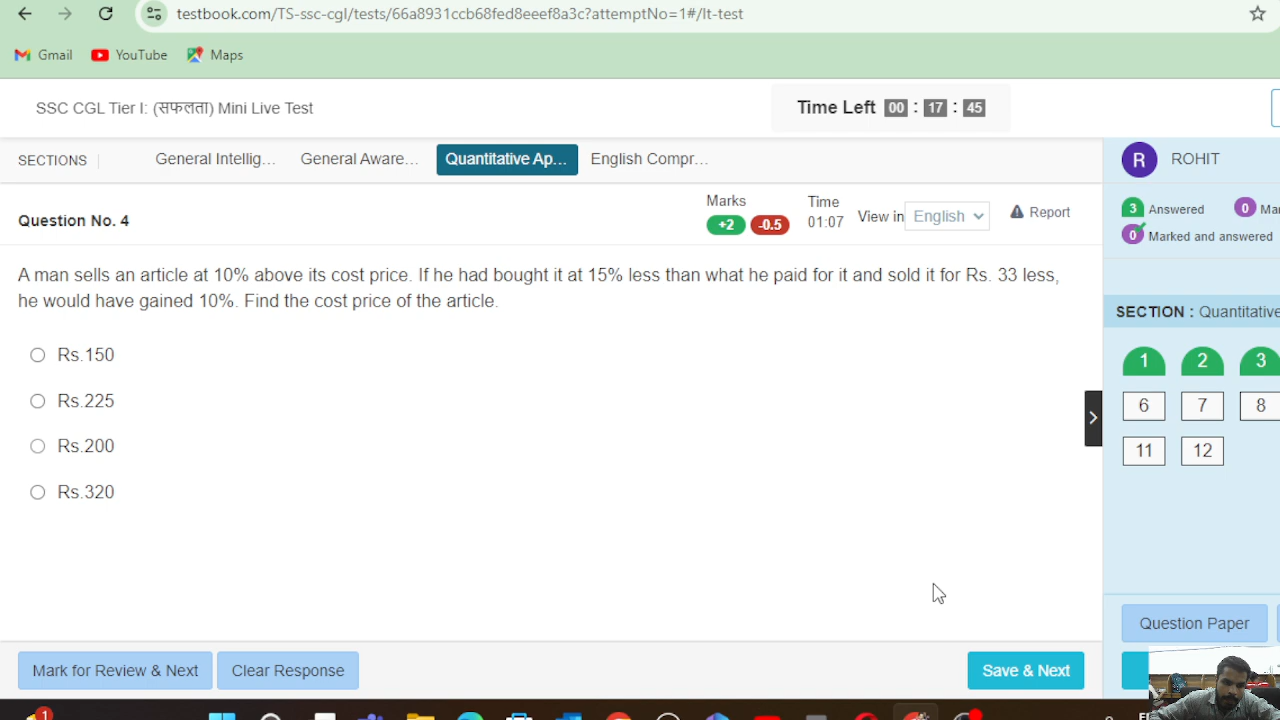 testbook.com/TS-ssc-cgl/tests/66a8931ccb68fed8eeef8a3c?attemptNo=1#/lt-test
Gmail YouTube Maps
SSC CGL Tier I: (सफलता) Mini Live Test
Time Left 00 : 17 : 45
SECTIONS General Intellig... General Aware... Quantitative Ap... English Compr...
R ROHIT
Question No. 4
Marks
+2 -0.5
Time
01:07
View in English
Report
3 Answered 0
0 Marked and answered
A man sells an article at 10% above its cost price. If he had bought it at 15% less than what he paid for it and sold it for Rs. 33 less,
he would have gained 10%. Find the cost price of the article.
Rs.150
Rs.225
Rs.200
Rs.320
SECTION : Quantitative
1 2 3
6 7 8
11 12
Question Paper
Mark for Review & Next Clear Response Save & Next
1